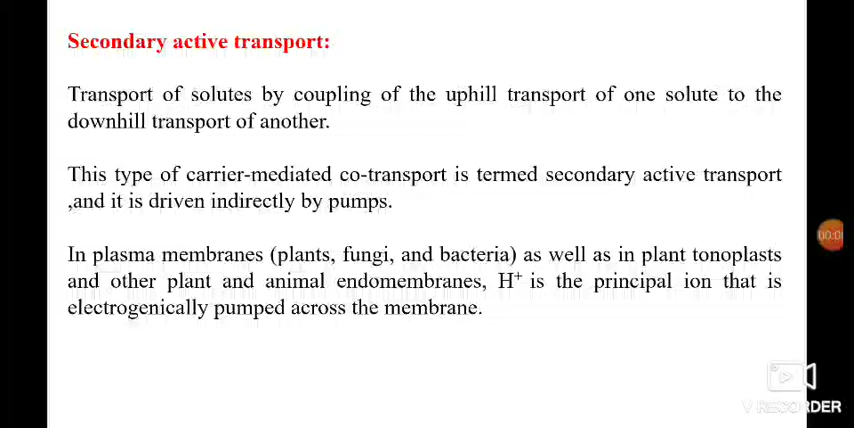 Secondary active transport:
Transport of solutes by coupling of the uphill transport of one solute to the
downhill transport of another.
This type of carrier-mediated co-transport is termed secondary active transport
,and it is driven indirectly by pumps.
In plasma membranes (plants, fungi, and bacteria) as well as in plant tonoplasts
and other plant and animal endomembranes, H⁺ is the principal ion that is
electrogenically pumped across the membrane.
V RECORDER